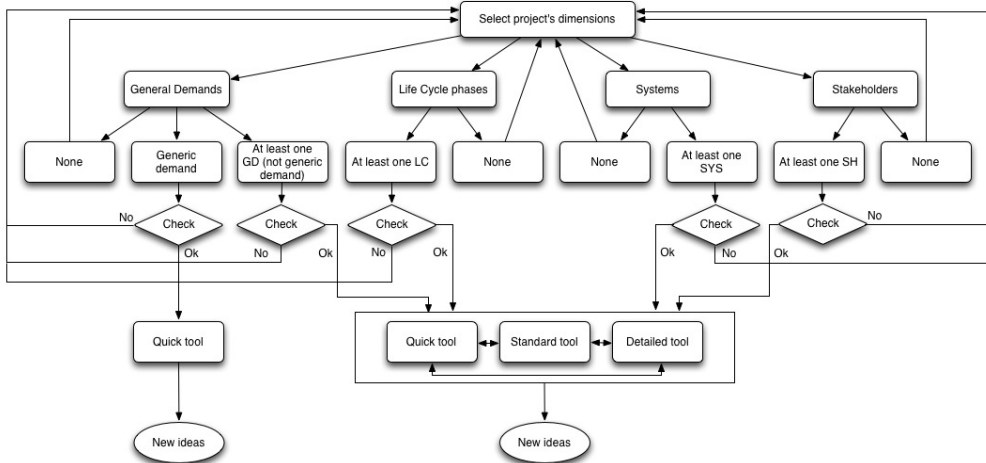 Select project's dimensions
General Demands
Life Cycle phases
Systems
Stakeholders
None
Generic
demand
At least one
GD (not generic
demand)
At least one LC
None
None
At least one
SYS
At least one SH
None
No
Check
Check
Check
Check
Check
No
Ok
No
Ok
No
Ok
Ok
No
Ok
Quick tool
Quick tool
Standard tool
Detailed tool
New ideas
New ideas